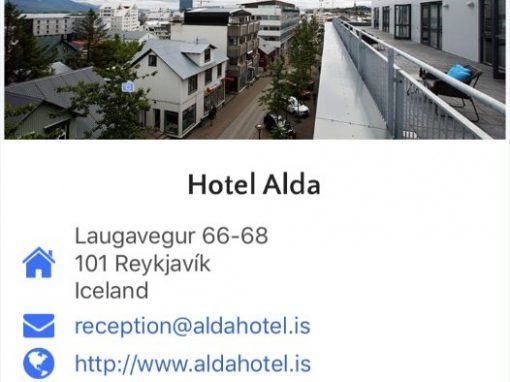 Hotel Alda
Laugavegur 66-68
101 Reykjavík
Iceland
reception@aldahotel.is
http://www.aldahotel.is